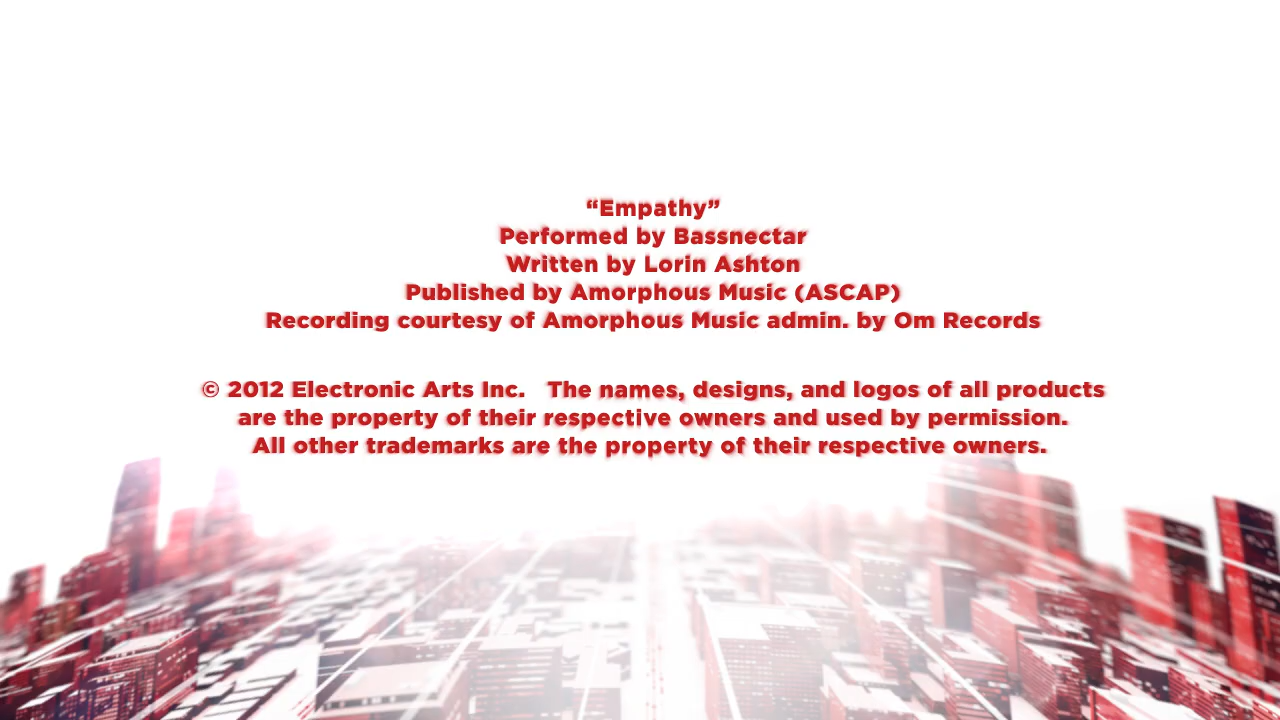 “Empathy”
Performed by Bassnectar
Written by Lorin Ashton
Published by Amorphous Music (ASCAP)
Recording courtesy of Amorphous Music admin. by Om Records
© 2012 Electronic Arts Inc.   The names, designs, and logos of all products
are the property of their respective owners and used by permission.
All other trademarks are the property of their respective owners.